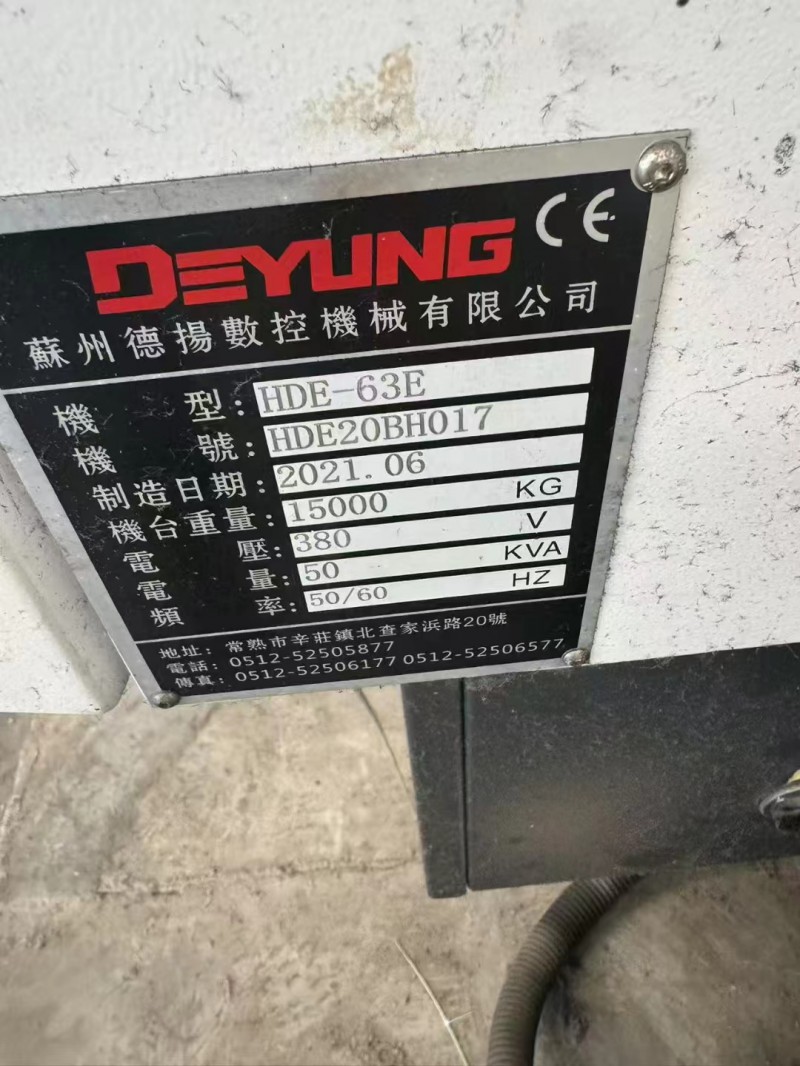 DEYUNG CE
蘇州德揚數控機械有限公司
機型：HDE-63E
機號：HDE20BH017
制造日期：2021.06
機台重量：15000 KG
電壓：380 V
電量：50 KVA
頻率：50/60 HZ
地址：常熟市辛莊鎮北查家浜路20號
電話：0512-52505877
傳真：0512-52506177 0512-52506577